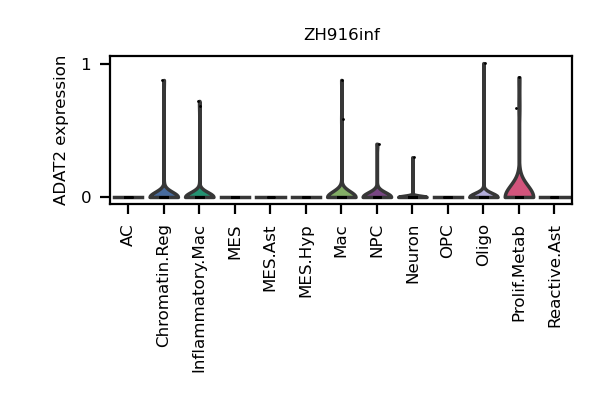 ZH916inf
ADAT2 expression
1
0
AC
Chromatin.Reg
Inflammatory.Mac
MES
MES.Ast
MES.Hyp
Mac
NPC
Neuron
OPC
Oligo
Prolif.Metab
Reactive.Ast